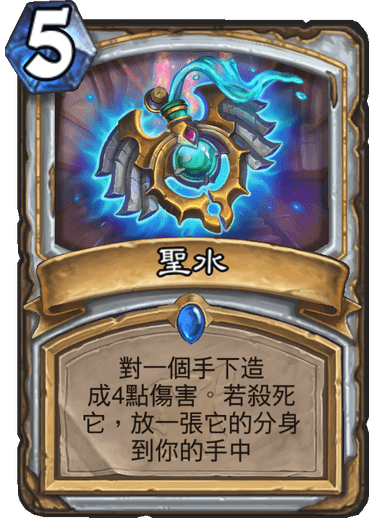 5
聖水
對一個手下造
成4點傷害。若殺死
它，放一張它的分身
到你的手中